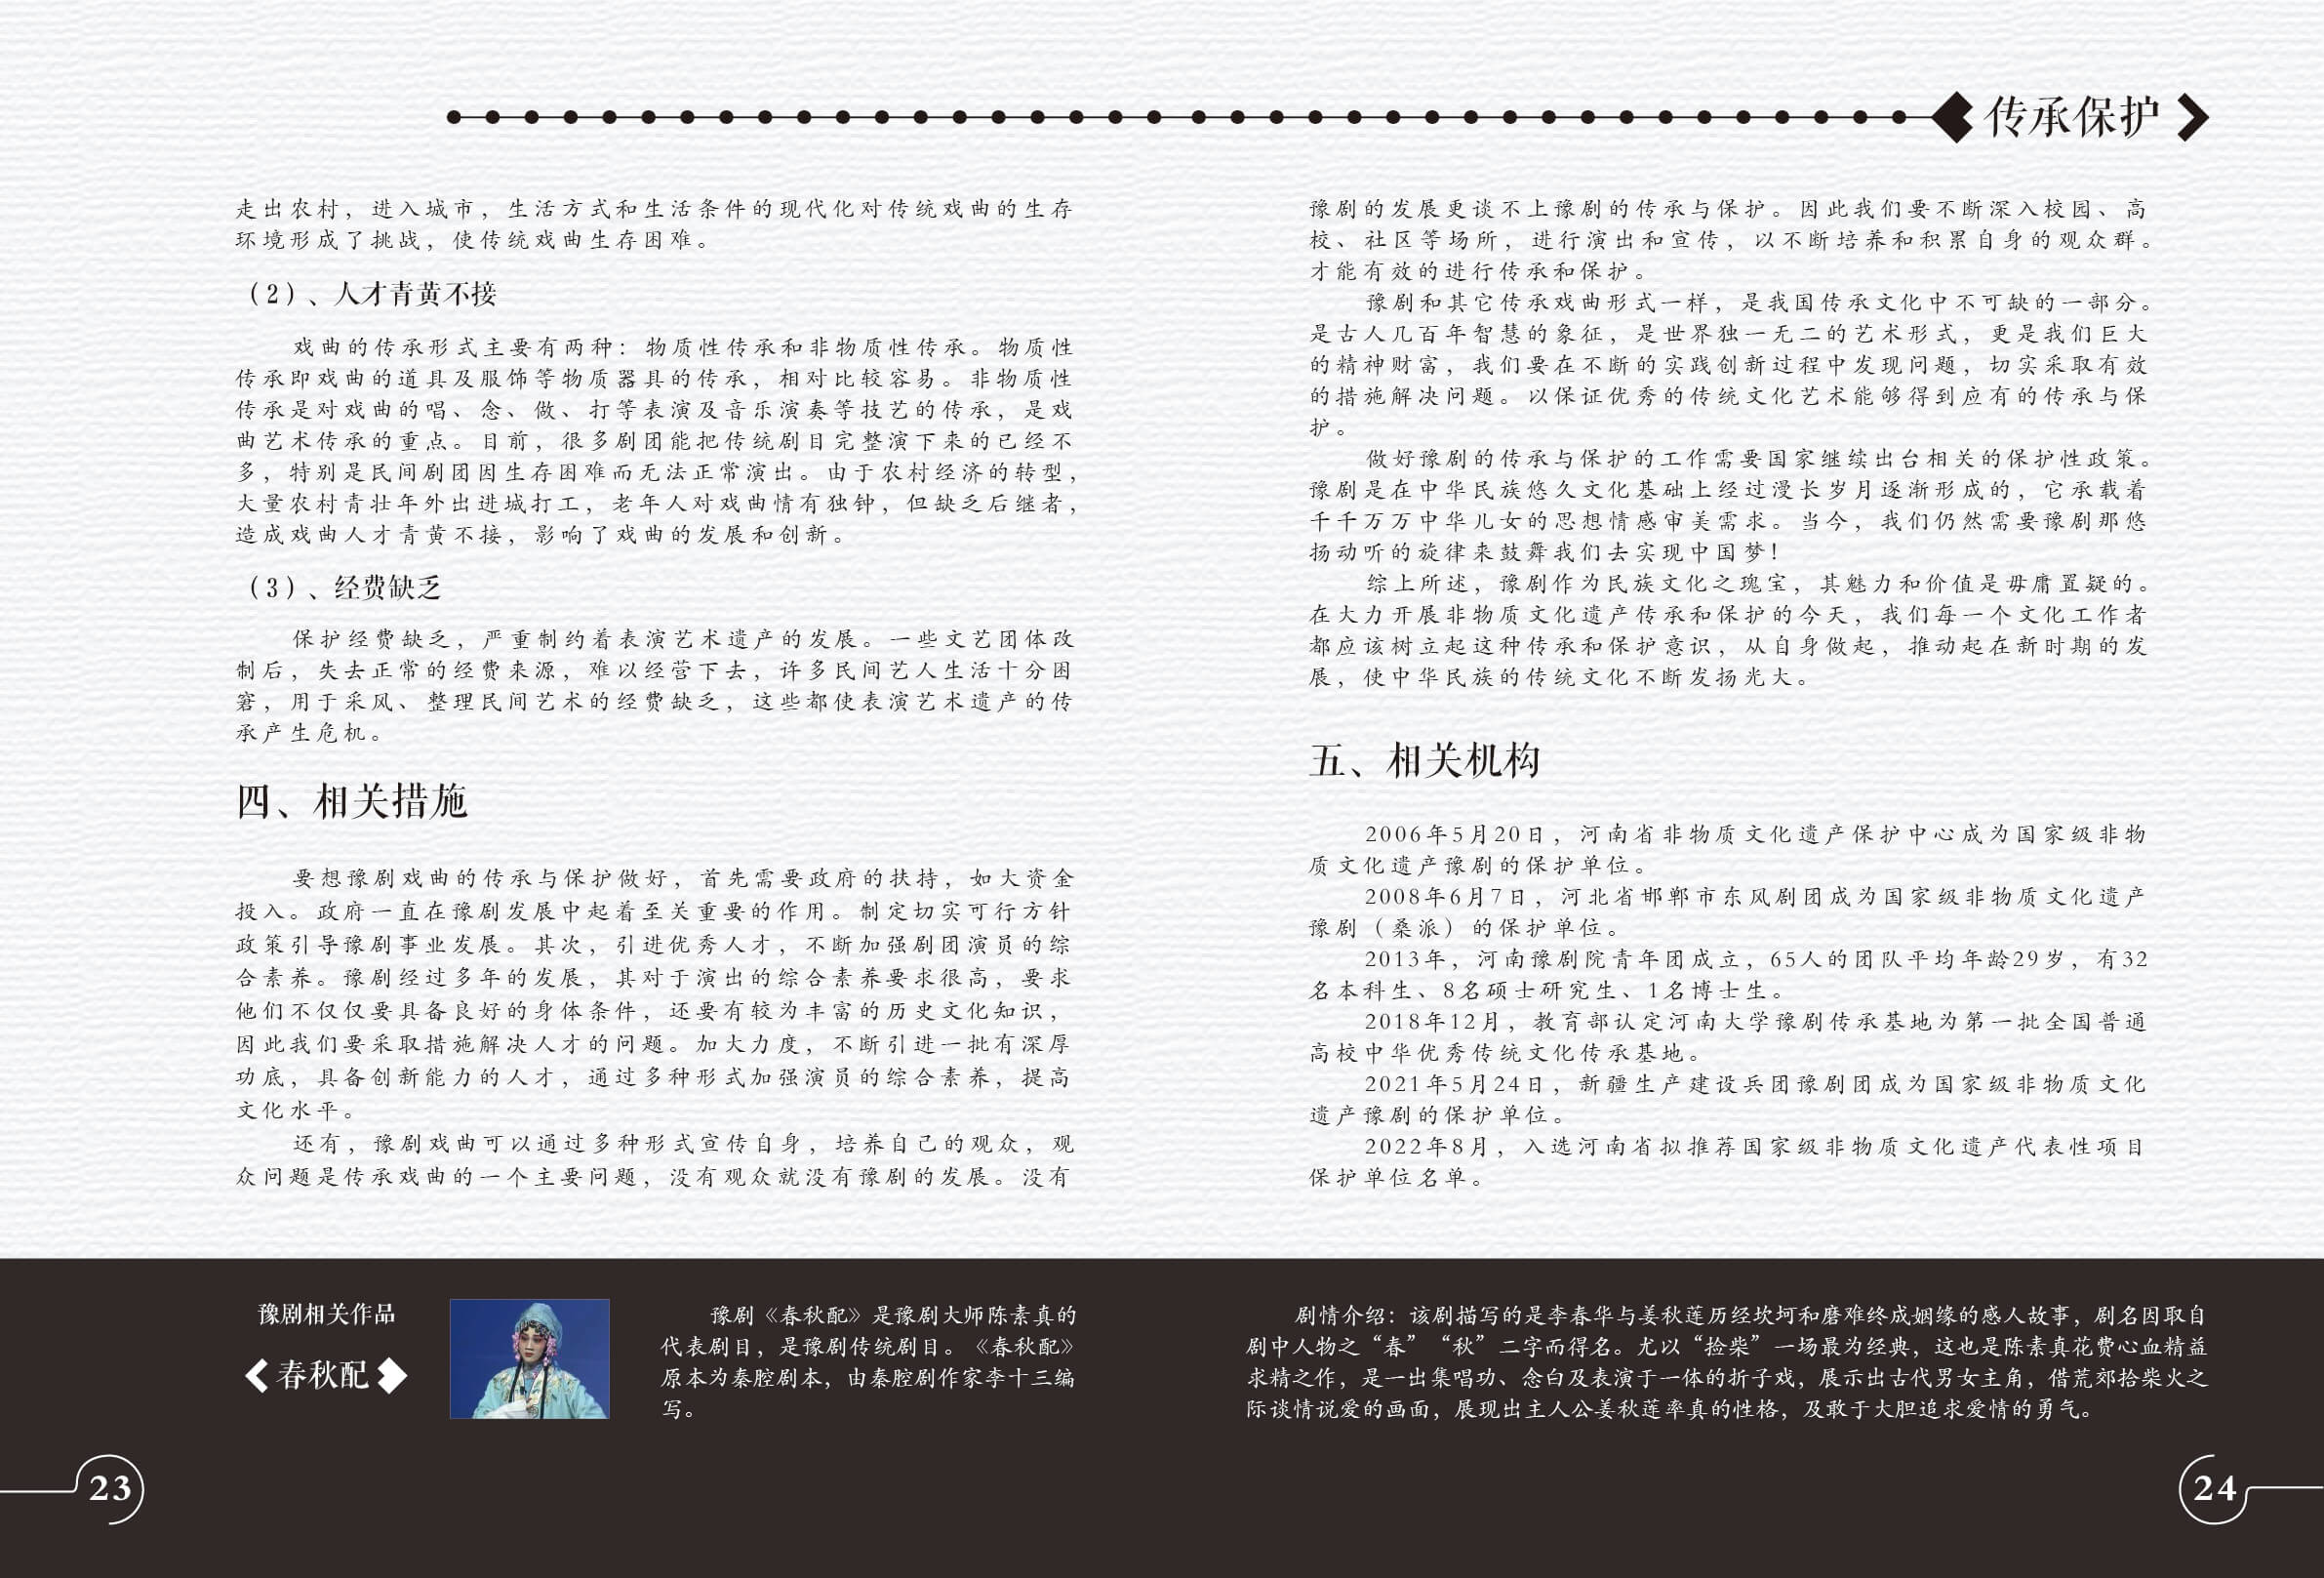 传承保护
走出农村，进入城市，生活方式和生活条件的现代化对传统戏曲的生存
环境形成了挑战，使传统戏曲生存困难。
（2）、人才青黄不接
戏曲的传承形式主要有两种：物质性传承和非物质性传承。物质性
传承即戏曲的道具及服饰等物质器具的传承，相对比较容易。非物质性
传承是对戏曲的唱、念、做、打等表演及音乐演奏等技艺的传承，是戏
曲艺术传承的重点。目前，很多剧团能把传统剧目完整演下来的已经不
多，特别是民间剧团因生存困难而无法正常演出。由于农村经济的转型，
大量农村青壮年外出进城打工，老年人对戏曲情有独钟，但缺乏后继者，
造成戏曲人才青黄不接，影响了戏曲的发展和创新。
（3）、经费缺乏
保护经费缺乏，严重制约着表演艺术遗产的发展。一些文艺团体改
制后，失去正常的经费来源，难以经营下去，许多民间艺人生活十分困
窘，用于采风、整理民间艺术的经费缺乏，这些都使表演艺术遗产的传
承产生危机。
四、相关措施
要想豫剧戏曲的传承与保护做好，首先需要政府的扶持，如大资金
投入。政府一直在豫剧发展中起着至关重要的作用。制定切实可行方针
政策引导豫剧事业发展。其次，引进优秀人才，不断加强剧团演员的综
合素养。豫剧经过多年的发展，其对于演出的综合素养要求很高，要求
他们不仅仅要具备良好的身体条件，还要有较为丰富的历史文化知识，
因此我们要采取措施解决人才的问题。加大力度，不断引进一批有深厚
功底，具备创新能力的人才，通过多种形式加强演员的综合素养，提高
文化水平。
还有，豫剧戏曲可以通过多种形式宣传自身，培养自己的观众，观
众问题是传承戏曲的一个主要问题，没有观众就没有豫剧的发展。没有
豫剧的发展更谈不上豫剧的传承与保护。因此我们要不断深入校园、高
校、社区等场所，进行演出和宣传，以不断培养和积累自身的观众群。
才能有效的进行传承和保护。
豫剧和其它传承戏曲形式一样，是我国传承文化中不可缺的一部分。
是古人几百年智慧的象征，是世界独一无二的艺术形式，更是我们巨大
的精神财富，我们要在不断的实践创新过程中发现问题，切实采取有效
的措施解决问题。以保证优秀的传统文化艺术能够得到应有的传承与保
护。
做好豫剧的传承与保护的工作需要国家继续出台相关的保护性政策。
豫剧是在中华民族悠久文化基础上经过漫长岁月逐渐形成的，它承载着
千千万万中华儿女的思想情感审美需求。当今，我们仍然需要豫剧那悠
扬动听的旋律来鼓舞我们去实现中国梦！
综上所述，豫剧作为民族文化之瑰宝，其魅力和价值是毋庸置疑的。
在大力开展非物质文化遗产传承和保护的今天，我们每一个文化工作者
都应该树立起这种传承和保护意识，从自身做起，推动起在新时期的发
展，使中华民族的传统文化不断发扬光大。
五、相关机构
2006年5月20日，河南省非物质文化遗产保护中心成为国家级非物
质文化遗产豫剧的保护单位。
2008年6月7日，河北省邯郸市东风剧团成为国家级非物质文化遗产
豫剧（桑派）的保护单位。
2013年，河南豫剧院青年团成立，65人的团队平均年龄29岁，有32
名本科生、8名硕士研究生、1名博士生。
2018年12月，教育部认定河南大学豫剧传承基地为第一批全国普通
高校中华优秀传统文化传承基地。
2021年5月24日，新疆生产建设兵团豫剧团成为国家级非物质文化
遗产豫剧的保护单位。
2022年8月，入选河南省拟推荐国家级非物质文化遗产代表性项目
保护单位名单。
豫剧相关作品
春秋配
豫剧《春秋配》是豫剧大师陈素真的
代表剧目，是豫剧传统剧目。《春秋配》
原本为秦腔剧本，由秦腔剧作家李十三编
写。
剧情介绍：该剧描写的是李春华与姜秋莲历经坎坷和磨难终成姻缘的感人故事，剧名因取自
剧中人物之“春”“秋”二字而得名。尤以“捡柴”一场最为经典，这也是陈素真花费心血精益
求精之作，是一出集唱功、念白及表演于一体的折子戏，展示出古代男女主角，借荒郊拾柴火之
际谈情说爱的画面，展现出主人公姜秋莲率真的性格，及敢于大胆追求爱情的勇气。
23
24